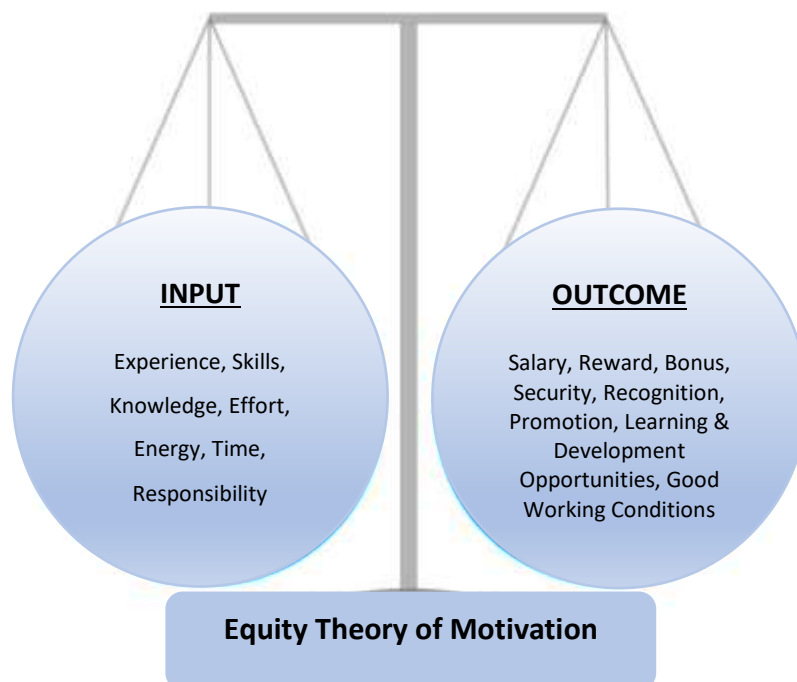 INPUT
Experience, Skills,
Knowledge, Effort,
Energy, Time,
Responsibility
OUTCOME
Salary, Reward, Bonus,
Security, Recognition,
Promotion, Learning &
Development
Opportunities, Good
Working Conditions
Equity Theory of Motivation